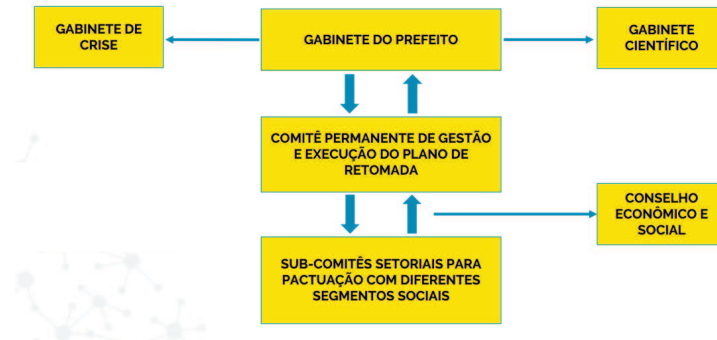 GABINETE DE
CRISE
GABINETE DO PREFEITO
GABINETE
CIENTÍFICO
COMITÊ PERMANENTE DE GESTÃO
E EXECUÇÃO DO PLANO DE
RETOMADA
CONSELHO
ECONÔMICO E
SOCIAL
SUB-COMITÊS SETORIAIS PARA
PACTUAÇÃO COM DIFERENTES
SEGMENTOS SOCIAIS